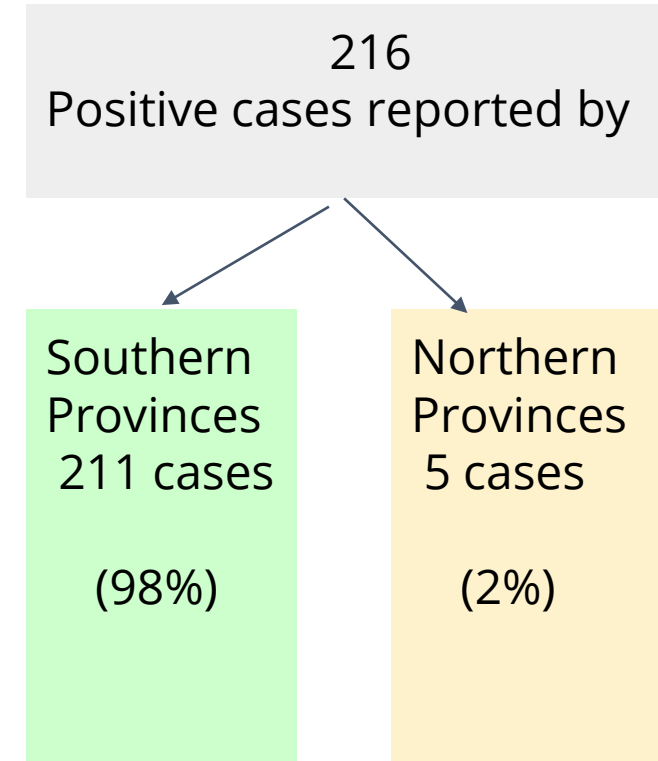 216
Positive cases reported by
Southern
Provinces
211 cases
(98%)
Northern
Provinces
5 cases
(2%)